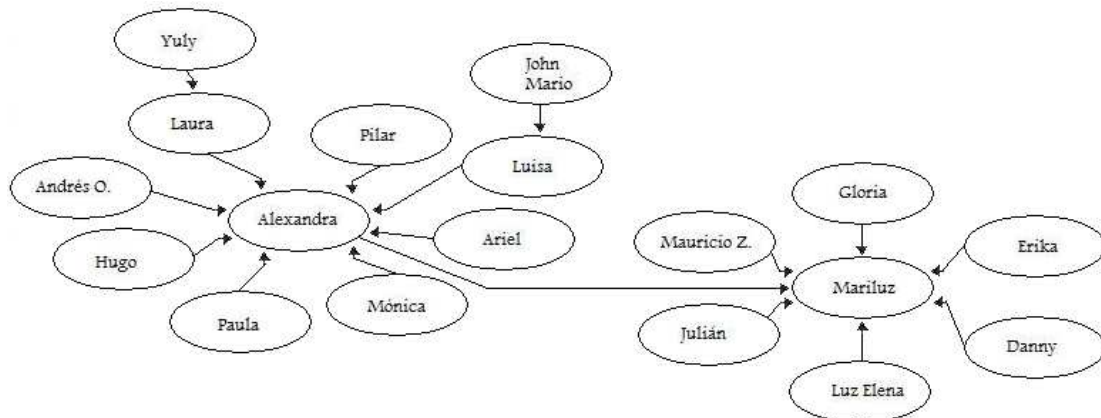 Yuly
John
Mario
Laura
Pilar
Luisa
Andrés O.
Gloria
Alexandra
Ariel
Mauricio Z.
Erika
Hugo
Mariluz
Mónica
Paula
Julián
Danny
Luz Elena